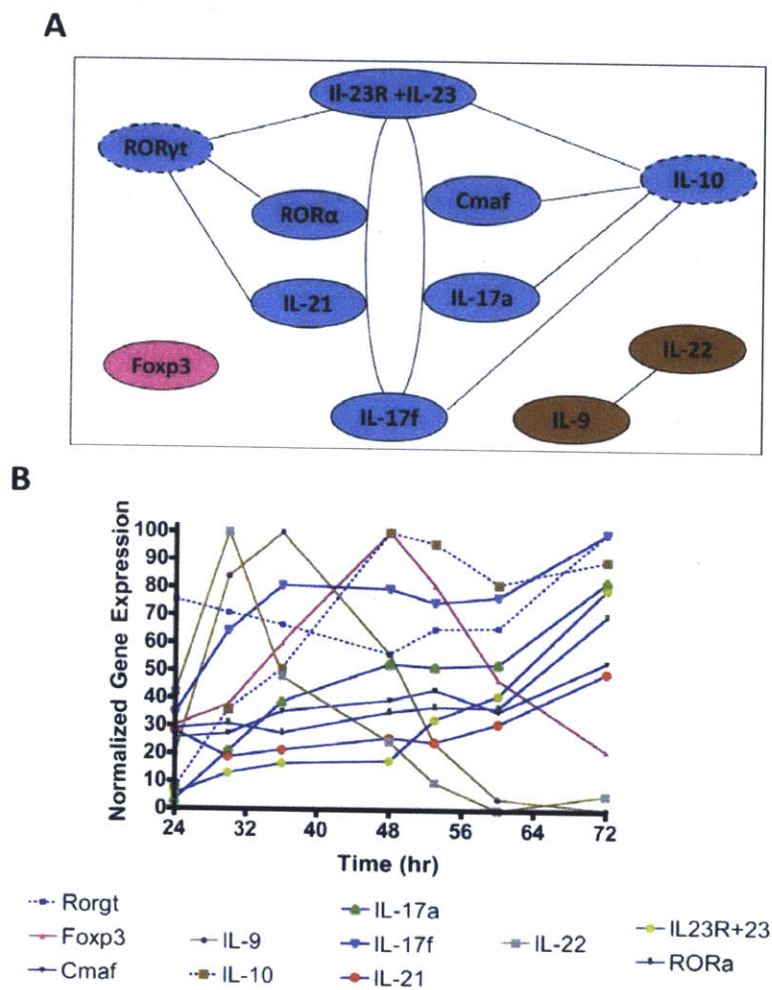 A
Il-23R +IL-23
RORγt
IL-10
RORα
Cmaf
IL-21
IL-17a
Foxp3
IL-22
IL-17f
IL-9
B
Normalized Gene Expression
100
90
80
70
60
50
40
30
20
10
0
24 32 40 48 56 64 72
Time (hr)
Rorgt
Foxp3
Cmaf
IL-9
IL-10
IL-17a
IL-17f
IL-21
IL-22
IL23R+23
RORa